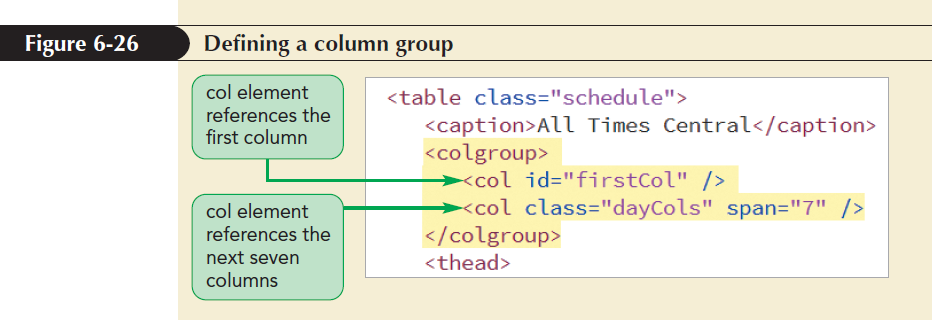 Figure 6-26 Defining a column group
col element
references the
first column
<table class="schedule">
<caption>All Times Central</caption>
<colgroup>
<col id="firstCol" />
<col class="dayCols" span="7" />
</colgroup>
<thead>
col element
references the
next seven
columns